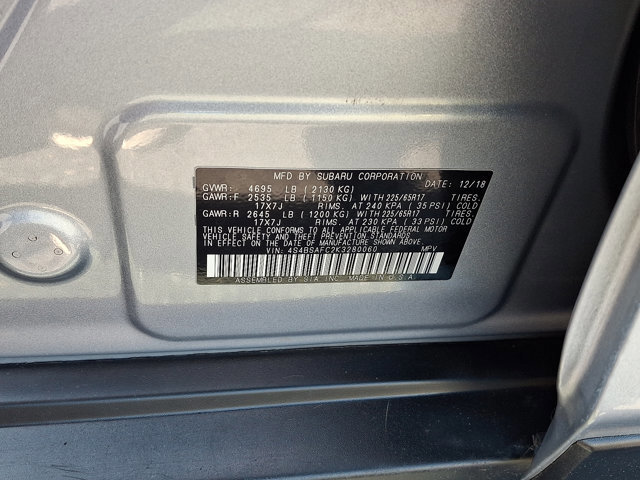 MFD BY SUBARU CORPORATION DATE: 12/18
GVWR: 4695 LB (2130 KG)
GAWR:F 2535 LB (1150 KG) WITH 225/65R17 TIRES.
17X7J RIMS. AT 240 KPA (35 PSI) COLD
GAWR:R 2645 LB (1200 KG) WITH 225/65R17 TIRES.
17X7J RIMS. AT 230 KPA (33 PSI) COLD
THIS VEHICLE CONFORMS TO ALL APPLICABLE FEDERAL MOTOR
VEHICLE SAFETY AND THEFT PREVENTION STANDARDS
IN EFFECT ON THE DATE OF MANUFACTURE SHOWN ABOVE.
VIN: 4S4BSAFC2K3280060 MPV
ASSEMBLED BY SIA INC. MADE IN U.S.A.